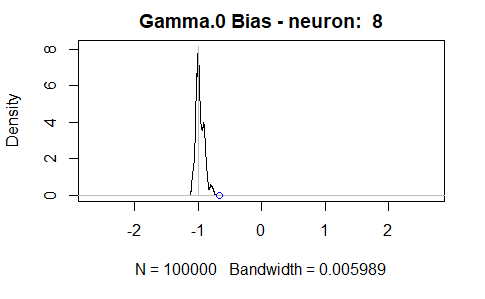 Gamma.0 Bias - neuron:  8
Density
8
6
4
2
0
-2 -1 0 1 2
N = 100000   Bandwidth = 0.005989